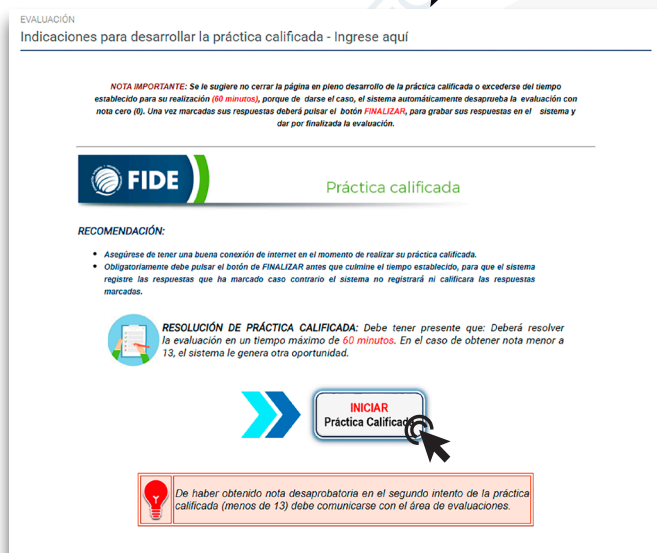 EVALUACIÓN
Indicaciones para desarrollar la práctica calificada - Ingrese aquí
NOTA IMPORTANTE: Se le sugiere no cerrar la página en pleno desarrollo de la práctica calificada o excederse del tiempo
establecido para su realización (60 minutos), porque de darse el caso, el sistema automáticamente desaprueba la evaluación con
nota cero (0). Una vez marcadas sus respuestas deberá pulsar el botón FINALIZAR, para grabar sus respuestas en el sistema y
dar por finalizada la evaluación.
FIDE
Práctica calificada
RECOMENDACIÓN:
• Asegúrese de tener una buena conexión de internet en el momento de realizar su práctica calificada.
• Obligatoriamente debe pulsar el botón de FINALIZAR antes que culmine el tiempo establecido, para que el sistema
registre las respuestas que ha marcado caso contrario el sistema no registrará ni calificara las respuestas
marcadas.
RESOLUCIÓN DE PRÁCTICA CALIFICADA: Debe tener presente que: Deberá resolver
la evaluación en un tiempo máximo de 60 minutos. En el caso de obtener nota menor a
13, el sistema le genera otra oportunidad.
INICIAR
Práctica Calificada
De haber obtenido nota desaprobatoria en el segundo intento de la práctica
calificada (menos de 13) debe comunicarse con el área de evaluaciones.